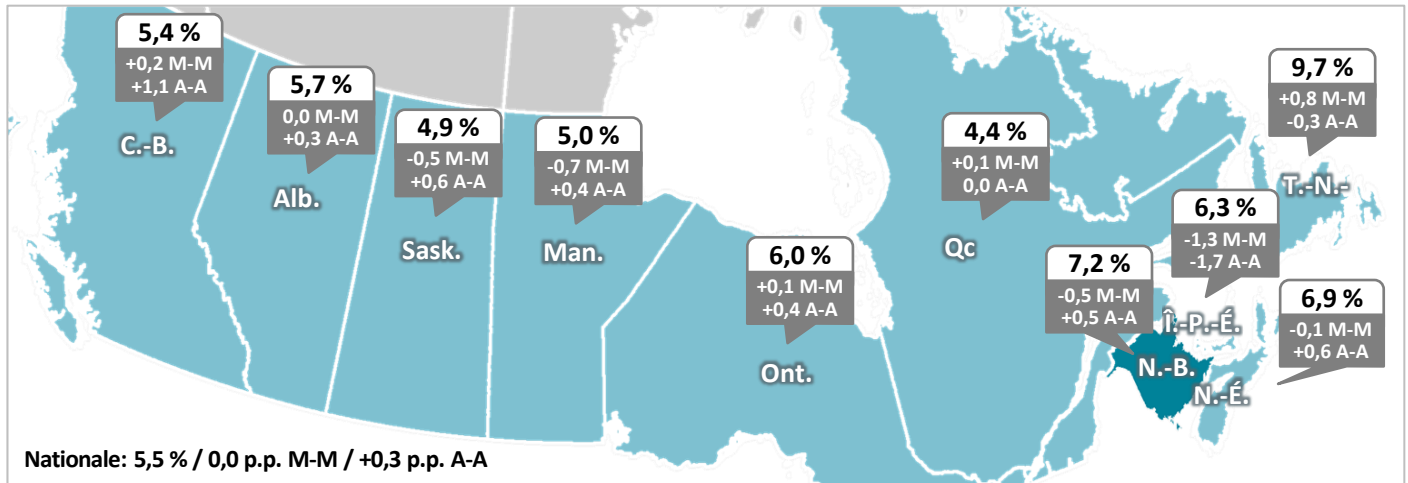 5,4 %
+0,2 M-M
+1,1 A-A
C.-B.
5,7 %
0,0 M-M
+0,3 A-A
Alb.
4,9 %
-0,5 M-M
+0,6 A-A
Sask.
5,0 %
-0,7 M-M
+0,4 A-A
Man.
6,0 %
+0,1 M-M
+0,4 A-A
Ont.
4,4 %
+0,1 M-M
0,0 A-A
Qc
9,7 %
+0,8 M-M
-0,3 A-A
T.-N.-
6,3 %
-1,3 M-M
-1,7 A-A
Î.-P.-É.
7,2 %
-0,5 M-M
+0,5 A-A
N.-B.
6,9 %
-0,1 M-M
+0,6 A-A
N.-É.
Nationale: 5,5 % / 0,0 p.p. M-M / +0,3 p.p. A-A